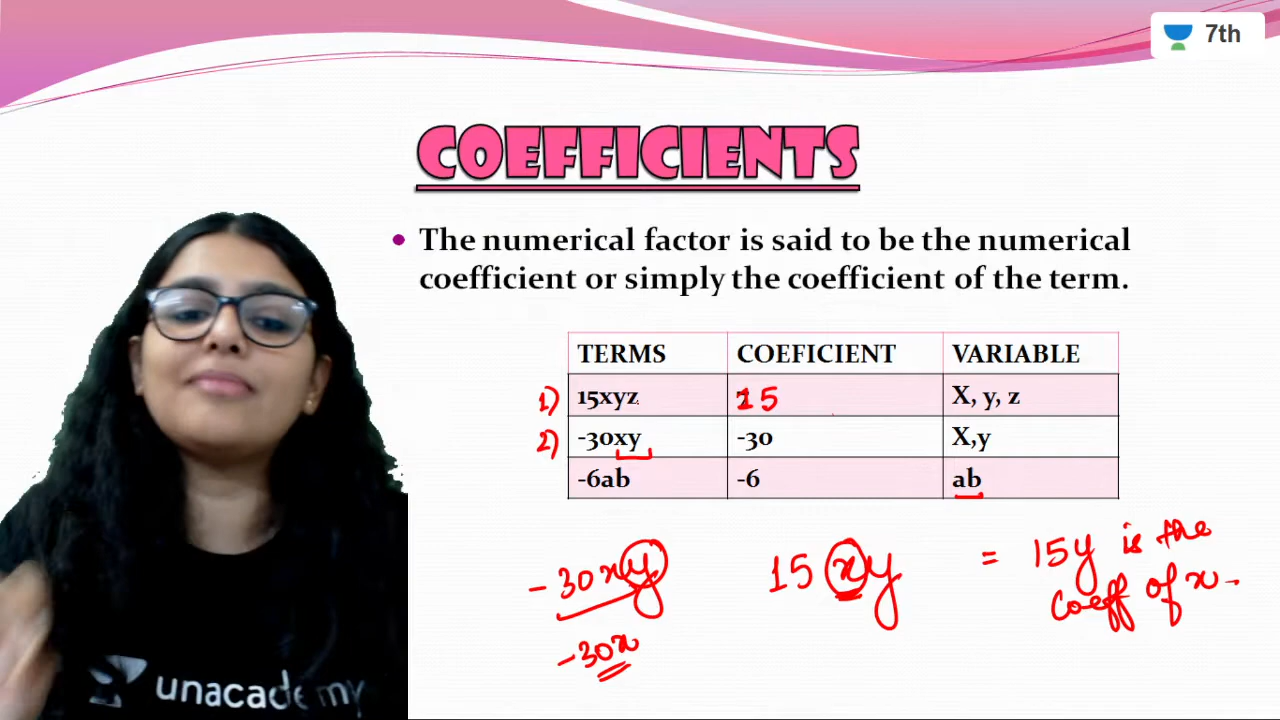 7th
COEFFICIENTS
• The numerical factor is said to be the numerical
coefficient or simply the coefficient of the term.
TERMS COEFICIENT VARIABLE
1) 15xyz 15 X, y, z
2) -30xy -30 X,y
-6ab -6 ab
-30xy 15xy = 15y is the
coeff of x
-30x
unacademy